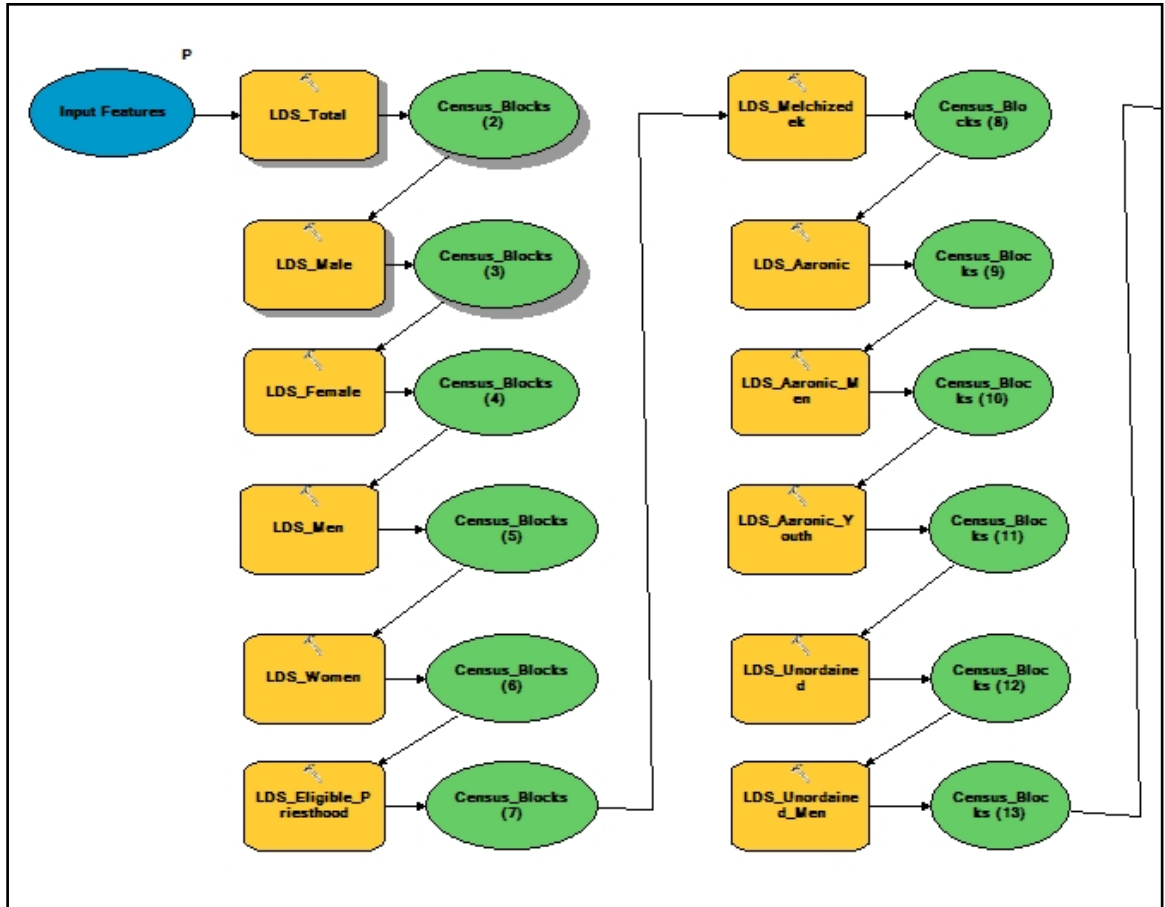 P
Input Features
LDS_Total
Census_Blocks
(2)
LDS_Male
Census_Blocks
(3)
LDS_Female
Census_Blocks
(4)
LDS_Men
Census_Blocks
(5)
LDS_Women
Census_Blocks
(6)
LDS_Eligible_P
riesthood
Census_Blocks
(7)
LDS_Melchized
ek
Census_Blo
cks (8)
LDS_Aaronic
Census_Bloc
ks (9)
LDS_Aaronic_M
en
Census_Bloc
ks (10)
LDS_Aaronic_Y
outh
Census_Bloc
ks (11)
LDS_Unordaine
d
Census_Bloc
ks (12)
LDS_Unordaine
d_Men
Census_Bloc
ks (13)